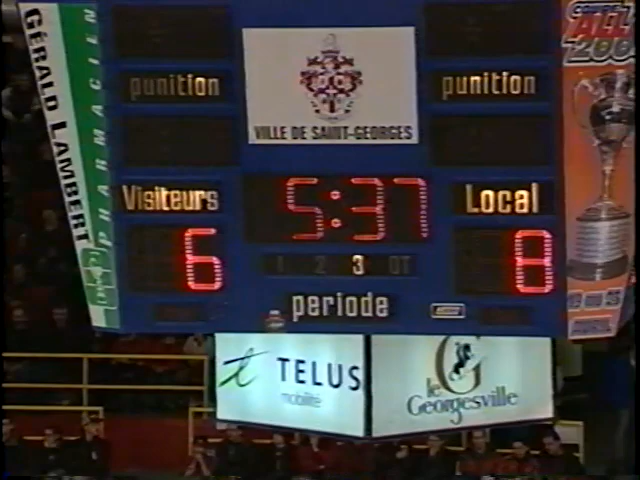 GÉRALD LAMBERT
PHARMACIEN
punition
VILLE DE SAINT-GEORGES
punition
Visiteurs
5:37
Local
6
8
1 2 3 OT
periode
TELUS
mobilité
le
G
Georgesville